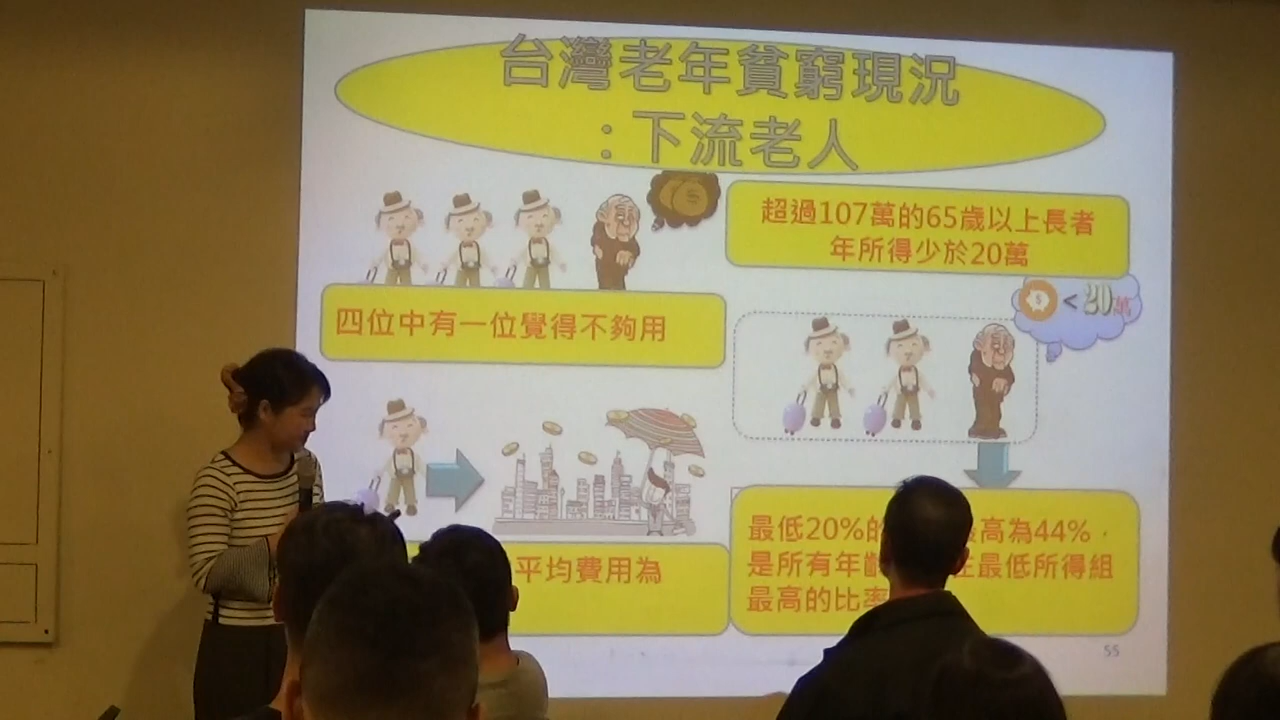 台灣老年貧窮現況
：下流老人
超過107萬的65歲以上長者
年所得少於20萬
四位中有一位覺得不夠用
< 20萬
平均費用為
最低20%的 高為44%，
是所有年 最低所得組
最高的比率
55